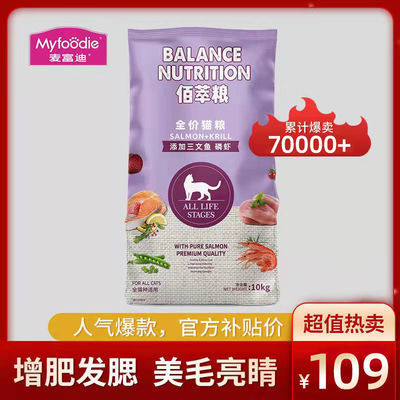 Myfoodie
麦富迪
BALANCE
NUTRITION
佰萃粮
全价猫粮
SALMON+KRILL
添加三文鱼 磷虾
累计爆卖
70000+
ALL LIFE
STAGES
WITH PURE SALMON
PREMIUM QUALITY
FOR ALL CATS
全猫种适用
NET WEIGHT
10kg
人气爆款，官方补贴价
超值热卖
增肥发腮 美毛亮睛
¥109